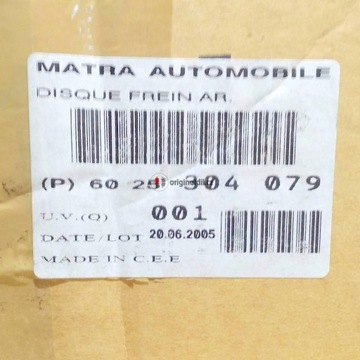 MATRA AUTOMOBILE
DISQUE FREIN AR.
(P) 60 25 304 079
U.V.(Q) 001
DATE/LOT 20.06.2005
MADE IN C.E.E